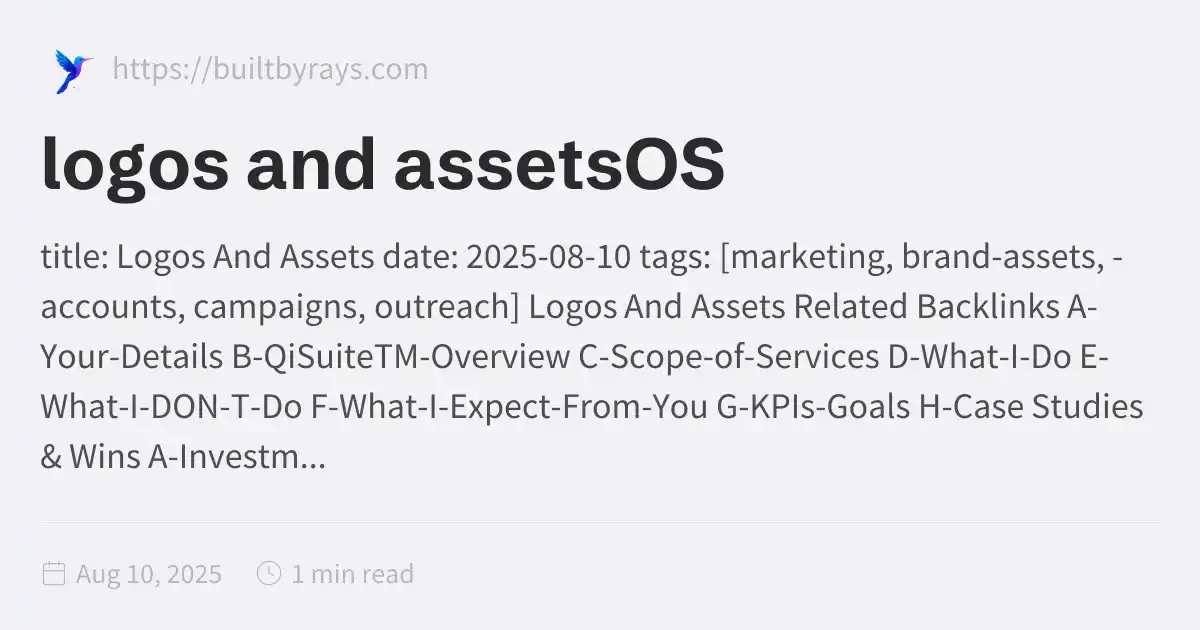 https://builtbyrays.com
logos and assetsOS
title: Logos And Assets date: 2025-08-10 tags: [marketing, brand-assets, -
accounts, campaigns, outreach] Logos And Assets Related Backlinks A-
Your-Details B-QiSuiteTM-Overview C-Scope-of-Services D-What-I-Do E-
What-I-DON-T-Do F-What-I-Expect-From-You G-KPIs-Goals H-Case Studies
& Wins A-Investm...
Aug 10, 2025 1 min read